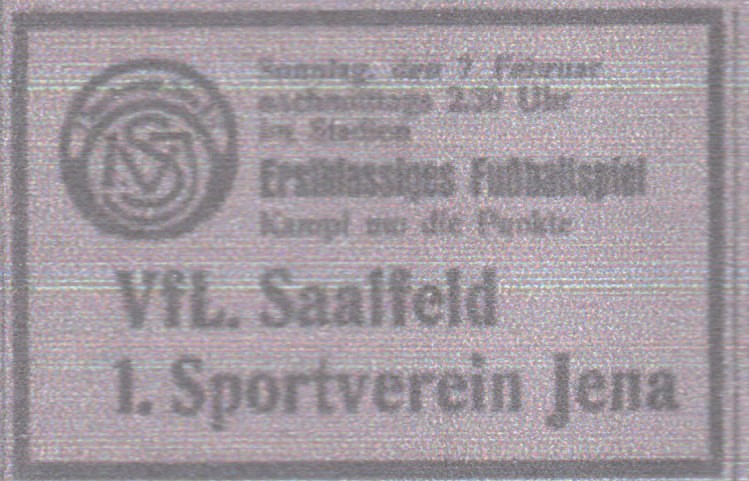 Sonntag, den 7. Februar
nachmittags 2.30 Uhr
im Stadion
Erstklassiges Fußballspiel
Kampf um die Punkte
VfL. Saalfeld
1. Sportverein Jena